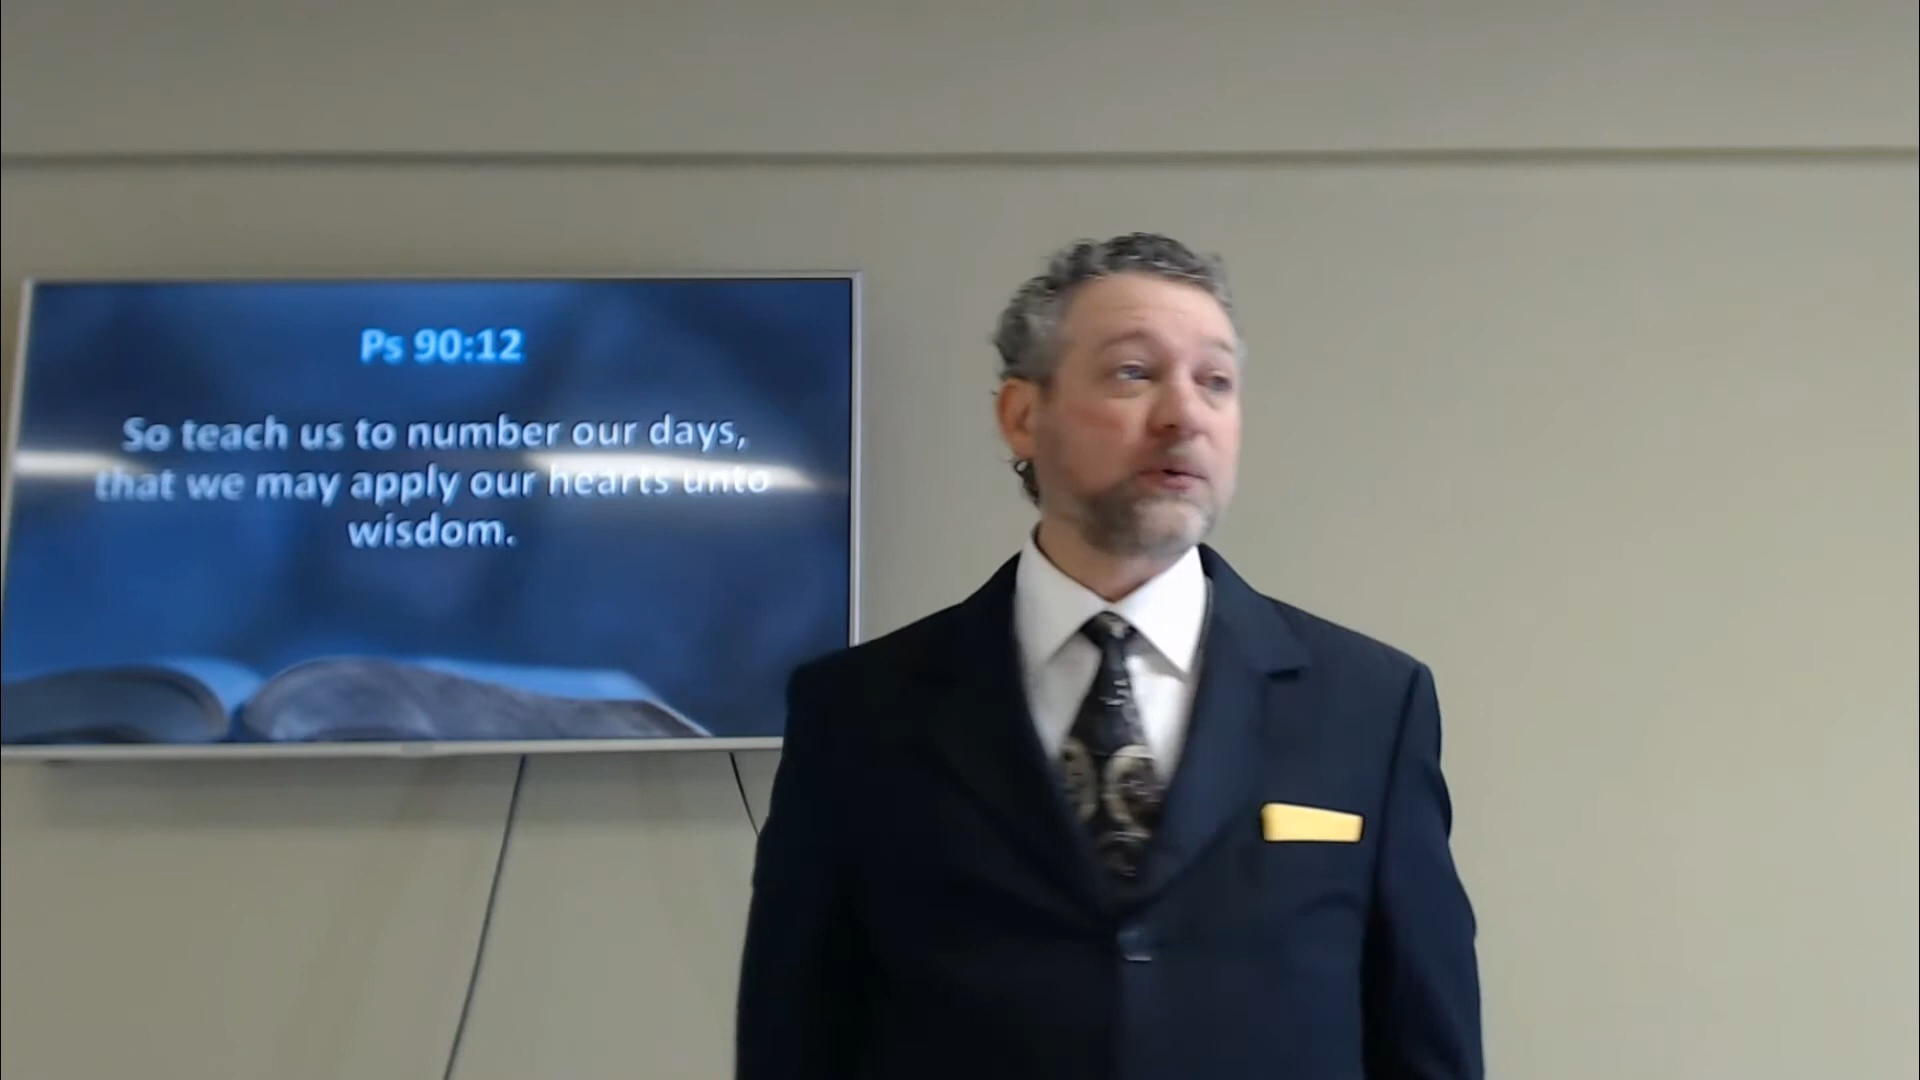 Ps 90:12
So teach us to number our days,
that we may apply our hearts unto
wisdom.